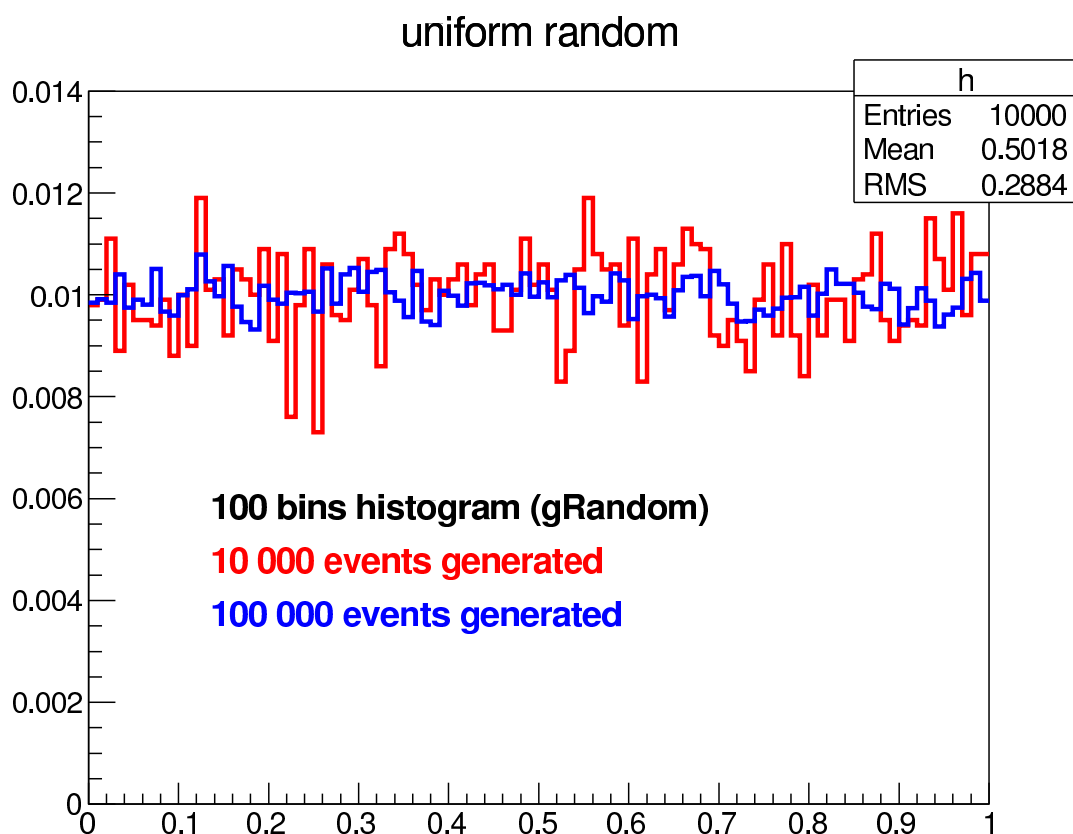 uniform random
h
Entries 10000
Mean 0.5018
RMS 0.2884
0.014
0.012
0.01
0.008
0.006
0.004
0.002
0
100 bins histogram (gRandom)
10 000 events generated
100 000 events generated
0 0.1 0.2 0.3 0.4 0.5 0.6 0.7 0.8 0.9 1